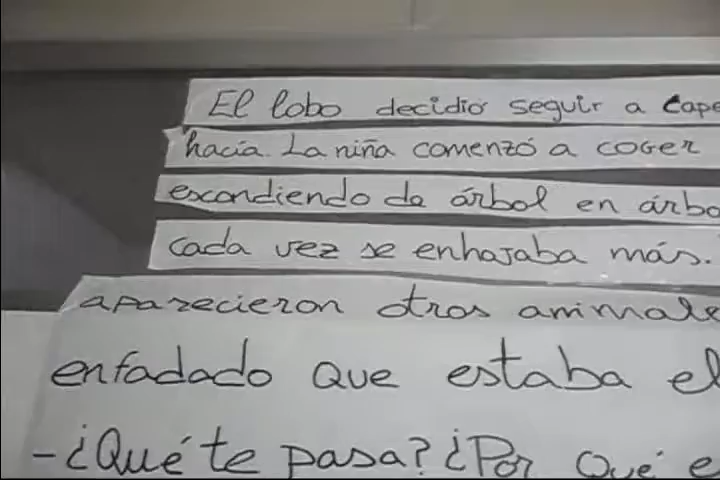 El lobo decidió seguir a Cape
hacía. La niña comenzó a coger
escondiendo de árbol en árbo
cada vez se enhajaba más.
aparecieron otros animale
enfadado que estaba el
-¿Qué te pasa? ¿Por qué e